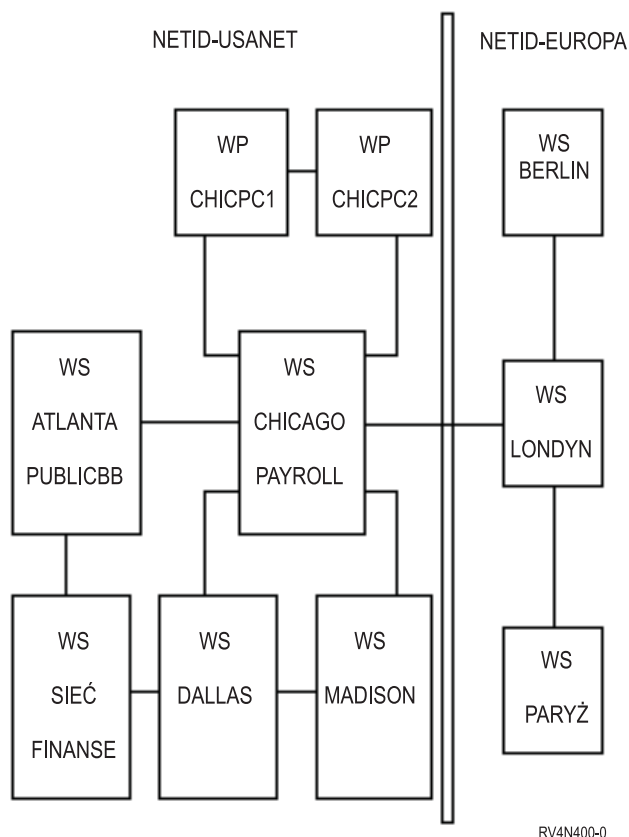 NETID-USANET
NETID-EUROPA
WP
CHICPC1
WP
CHICPC2
WS
BERLIN
WS
ATLANTA
PUBLICBB
WS
CHICAGO
PAYROLL
WS
LONDYN
WS
SIEĆ
FINANSE
WS
DALLAS
WS
MADISON
WS
PARYŻ
RV4N400-0